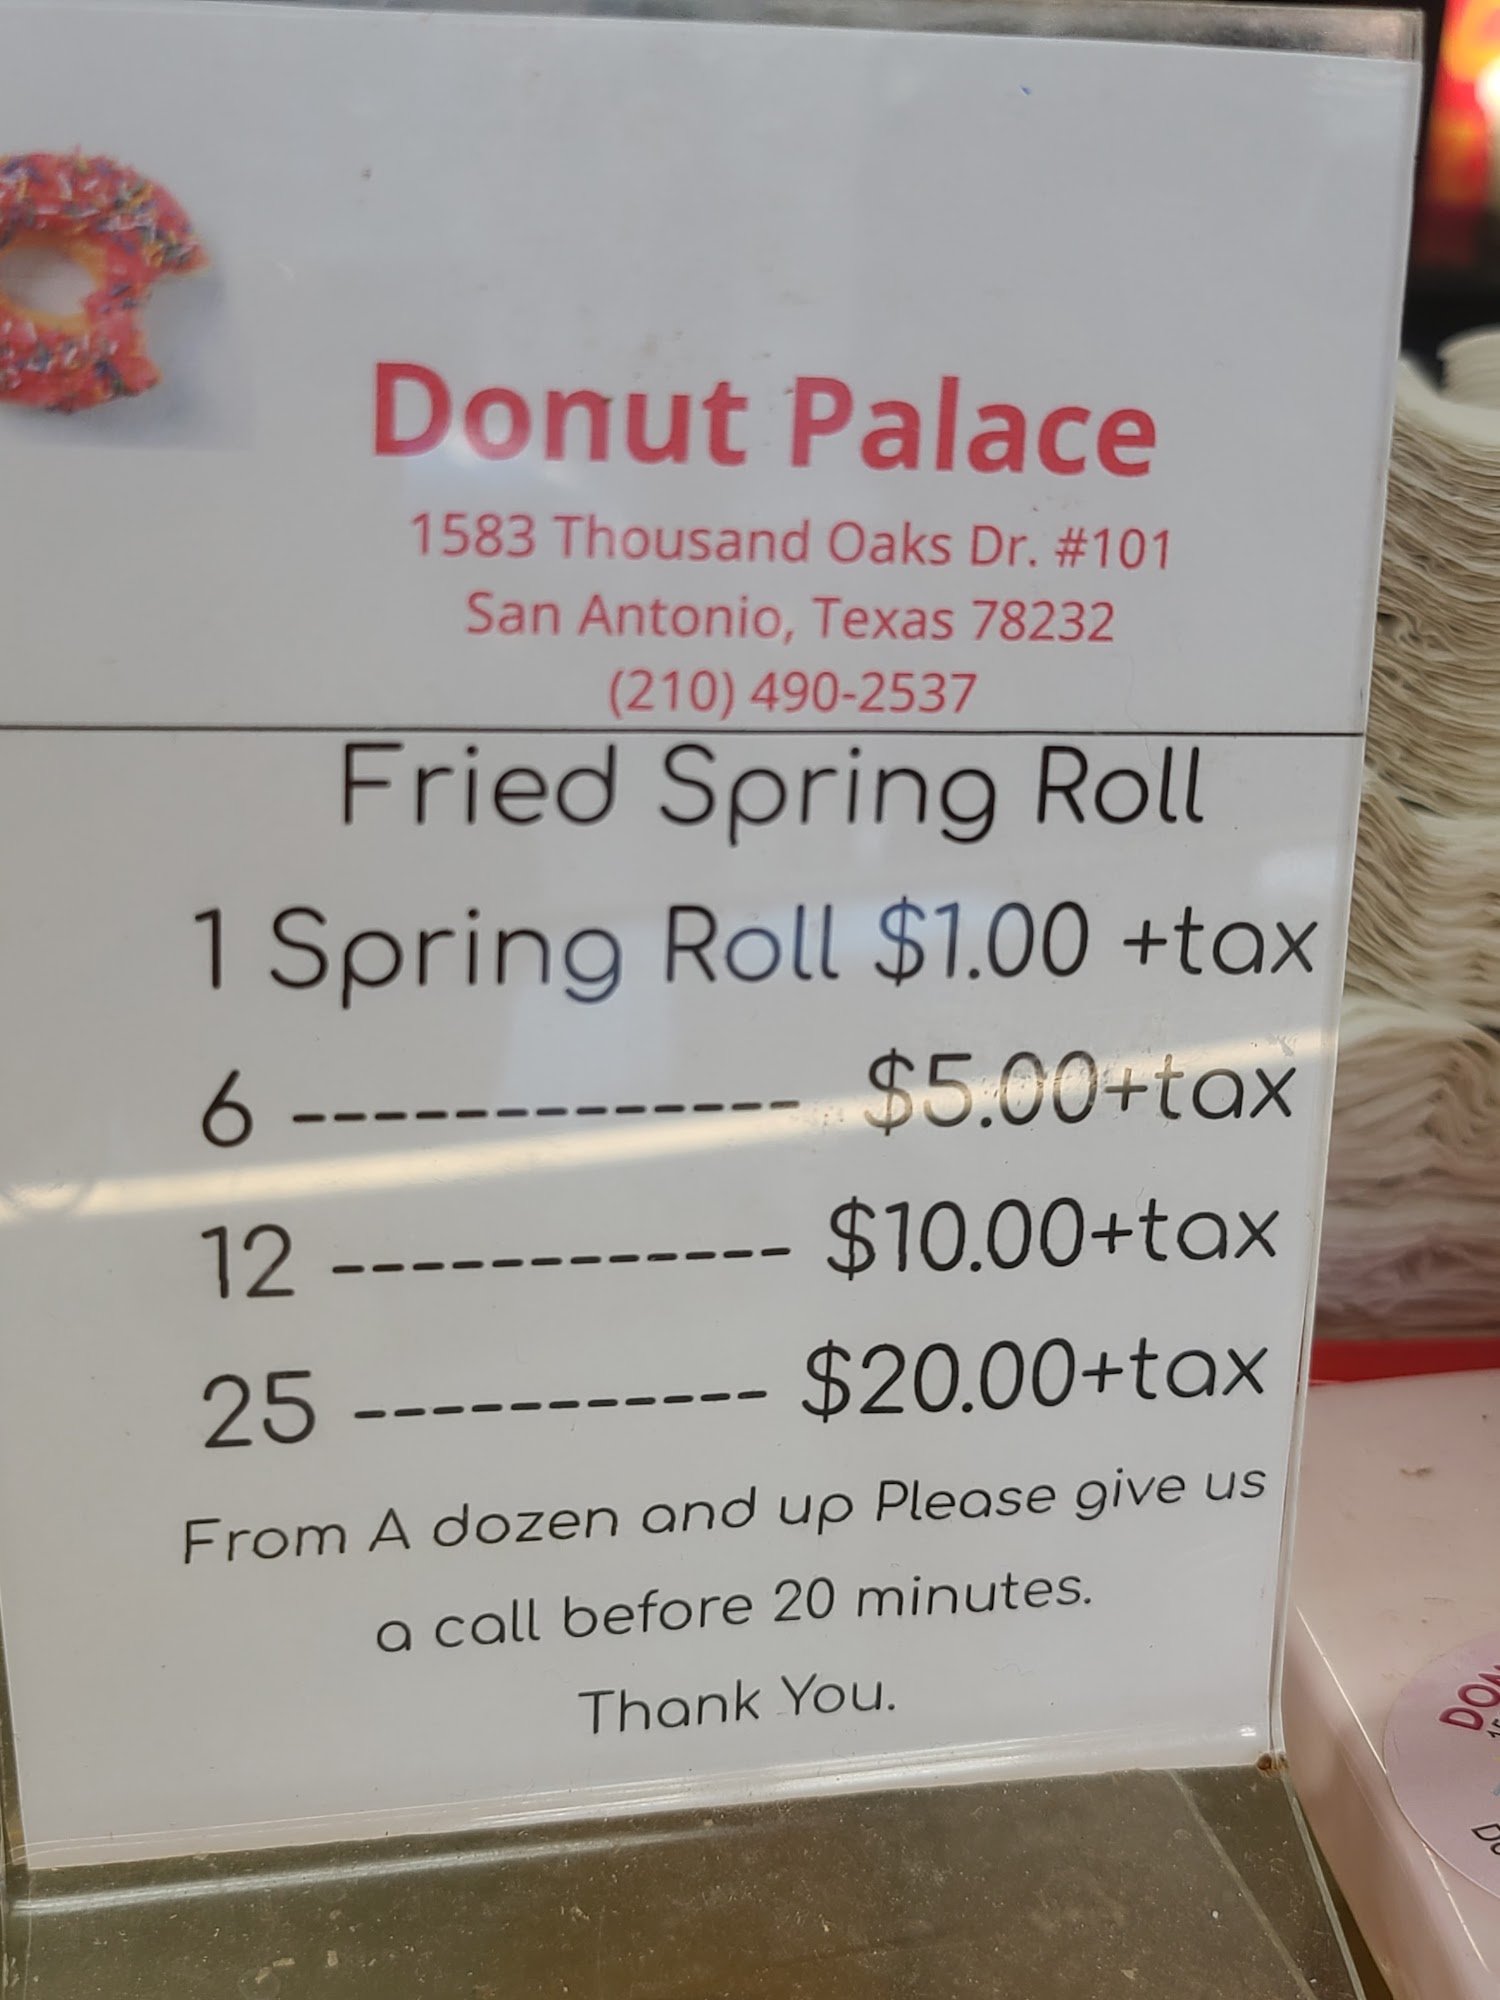 Donut Palace
1583 Thousand Oaks Dr. #101
San Antonio, Texas 78232
(210) 490-2537
Fried Spring Roll
1 Spring Roll $1.00 +tax
6 ------------- $5.00+tax
12 ------------ $10.00+tax
25 ----------- $20.00+tax
From A dozen and up Please give us
a call before 20 minutes.
Thank You.